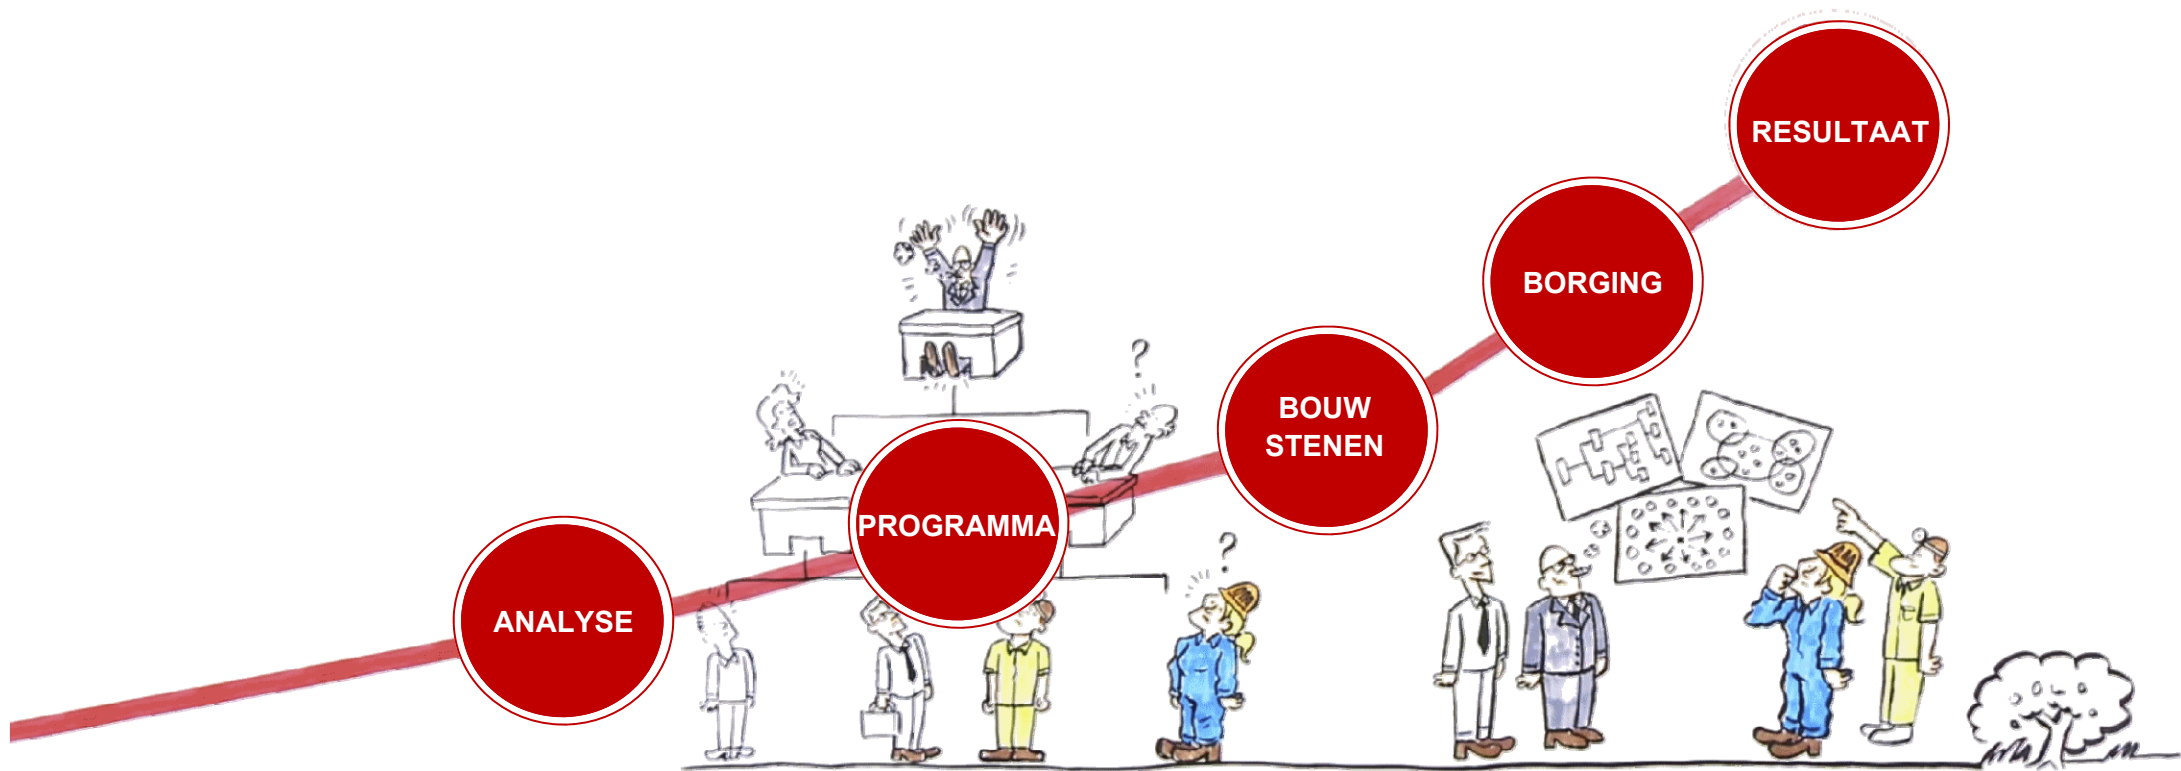 ANALYSE
PROGRAMMA
BOUW
STENEN
BORGING
RESULTAAT
?
?